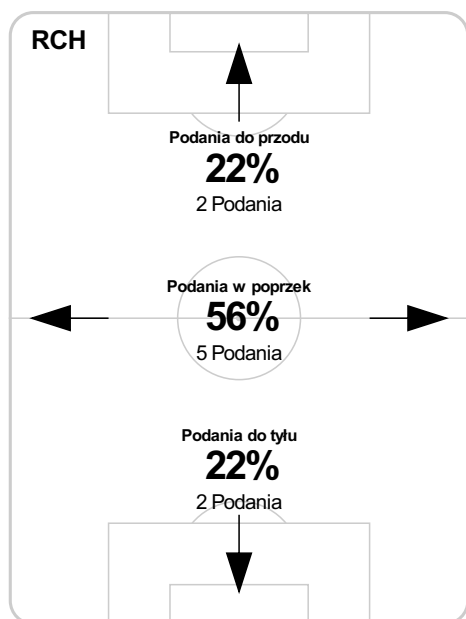 RCH
Podania do przodu
22%
2 Podania
Podania w poprzek
56%
5 Podania
Podania do tyłu
22%
2 Podania